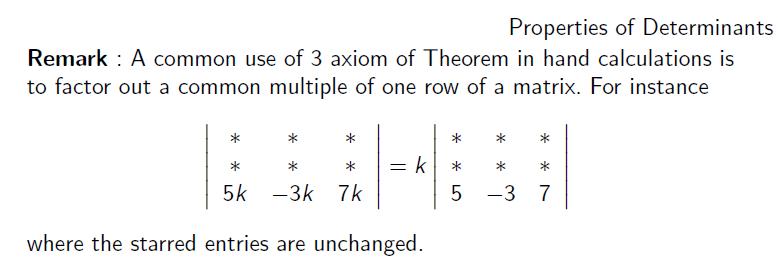 Properties of Determinants
Remark : A common use of 3 axiom of Theorem in hand calculations is
to factor out a common multiple of one row of a matrix. For instance
| * * * | | * * * |
| * * * | = k | * * * |
| 5k −3k 7k | | 5 −3 7 |
where the starred entries are unchanged.